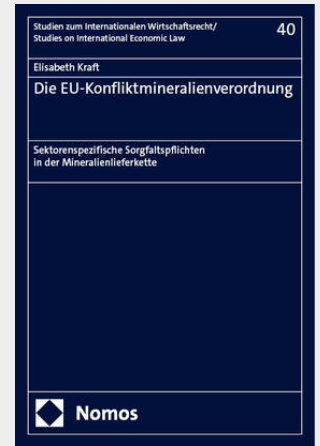 Studien zum Internationalen Wirtschaftsrecht/
Studies on International Economic Law
40
Elisabeth Kraft
Die EU-Konfliktmineralienverordnung
Sektorenspezifische Sorgfaltspflichten
in der Mineralienlieferkette
Nomos